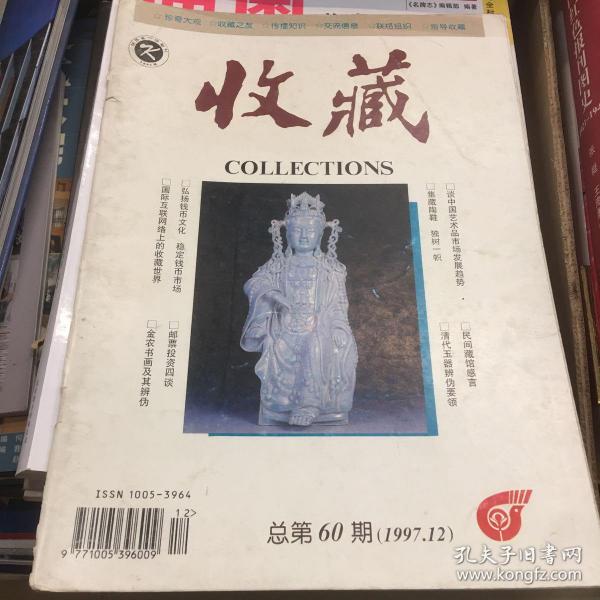 《名牌志》编辑部 编著
☆珍奇大观 ☆收藏之友 ☆传播知识 ☆交流信息 ☆联络组织 ☆指导收藏
收藏
COLLECTIONS
□谈中国艺术品市场发展趋势
□集藏陶鞋 独树一帜
□弘扬钱币文化 稳定钱币市场
□国际互联网络上的收藏世界
□民间藏馆感言
□清代玉器辨伪要领
□邮票投资四谈
□金农书画及其辨伪
ISSN 1005-3964
12>
9 771005 396009
总第60期(1997.12)
孔夫子旧书网
www.kongfz.com